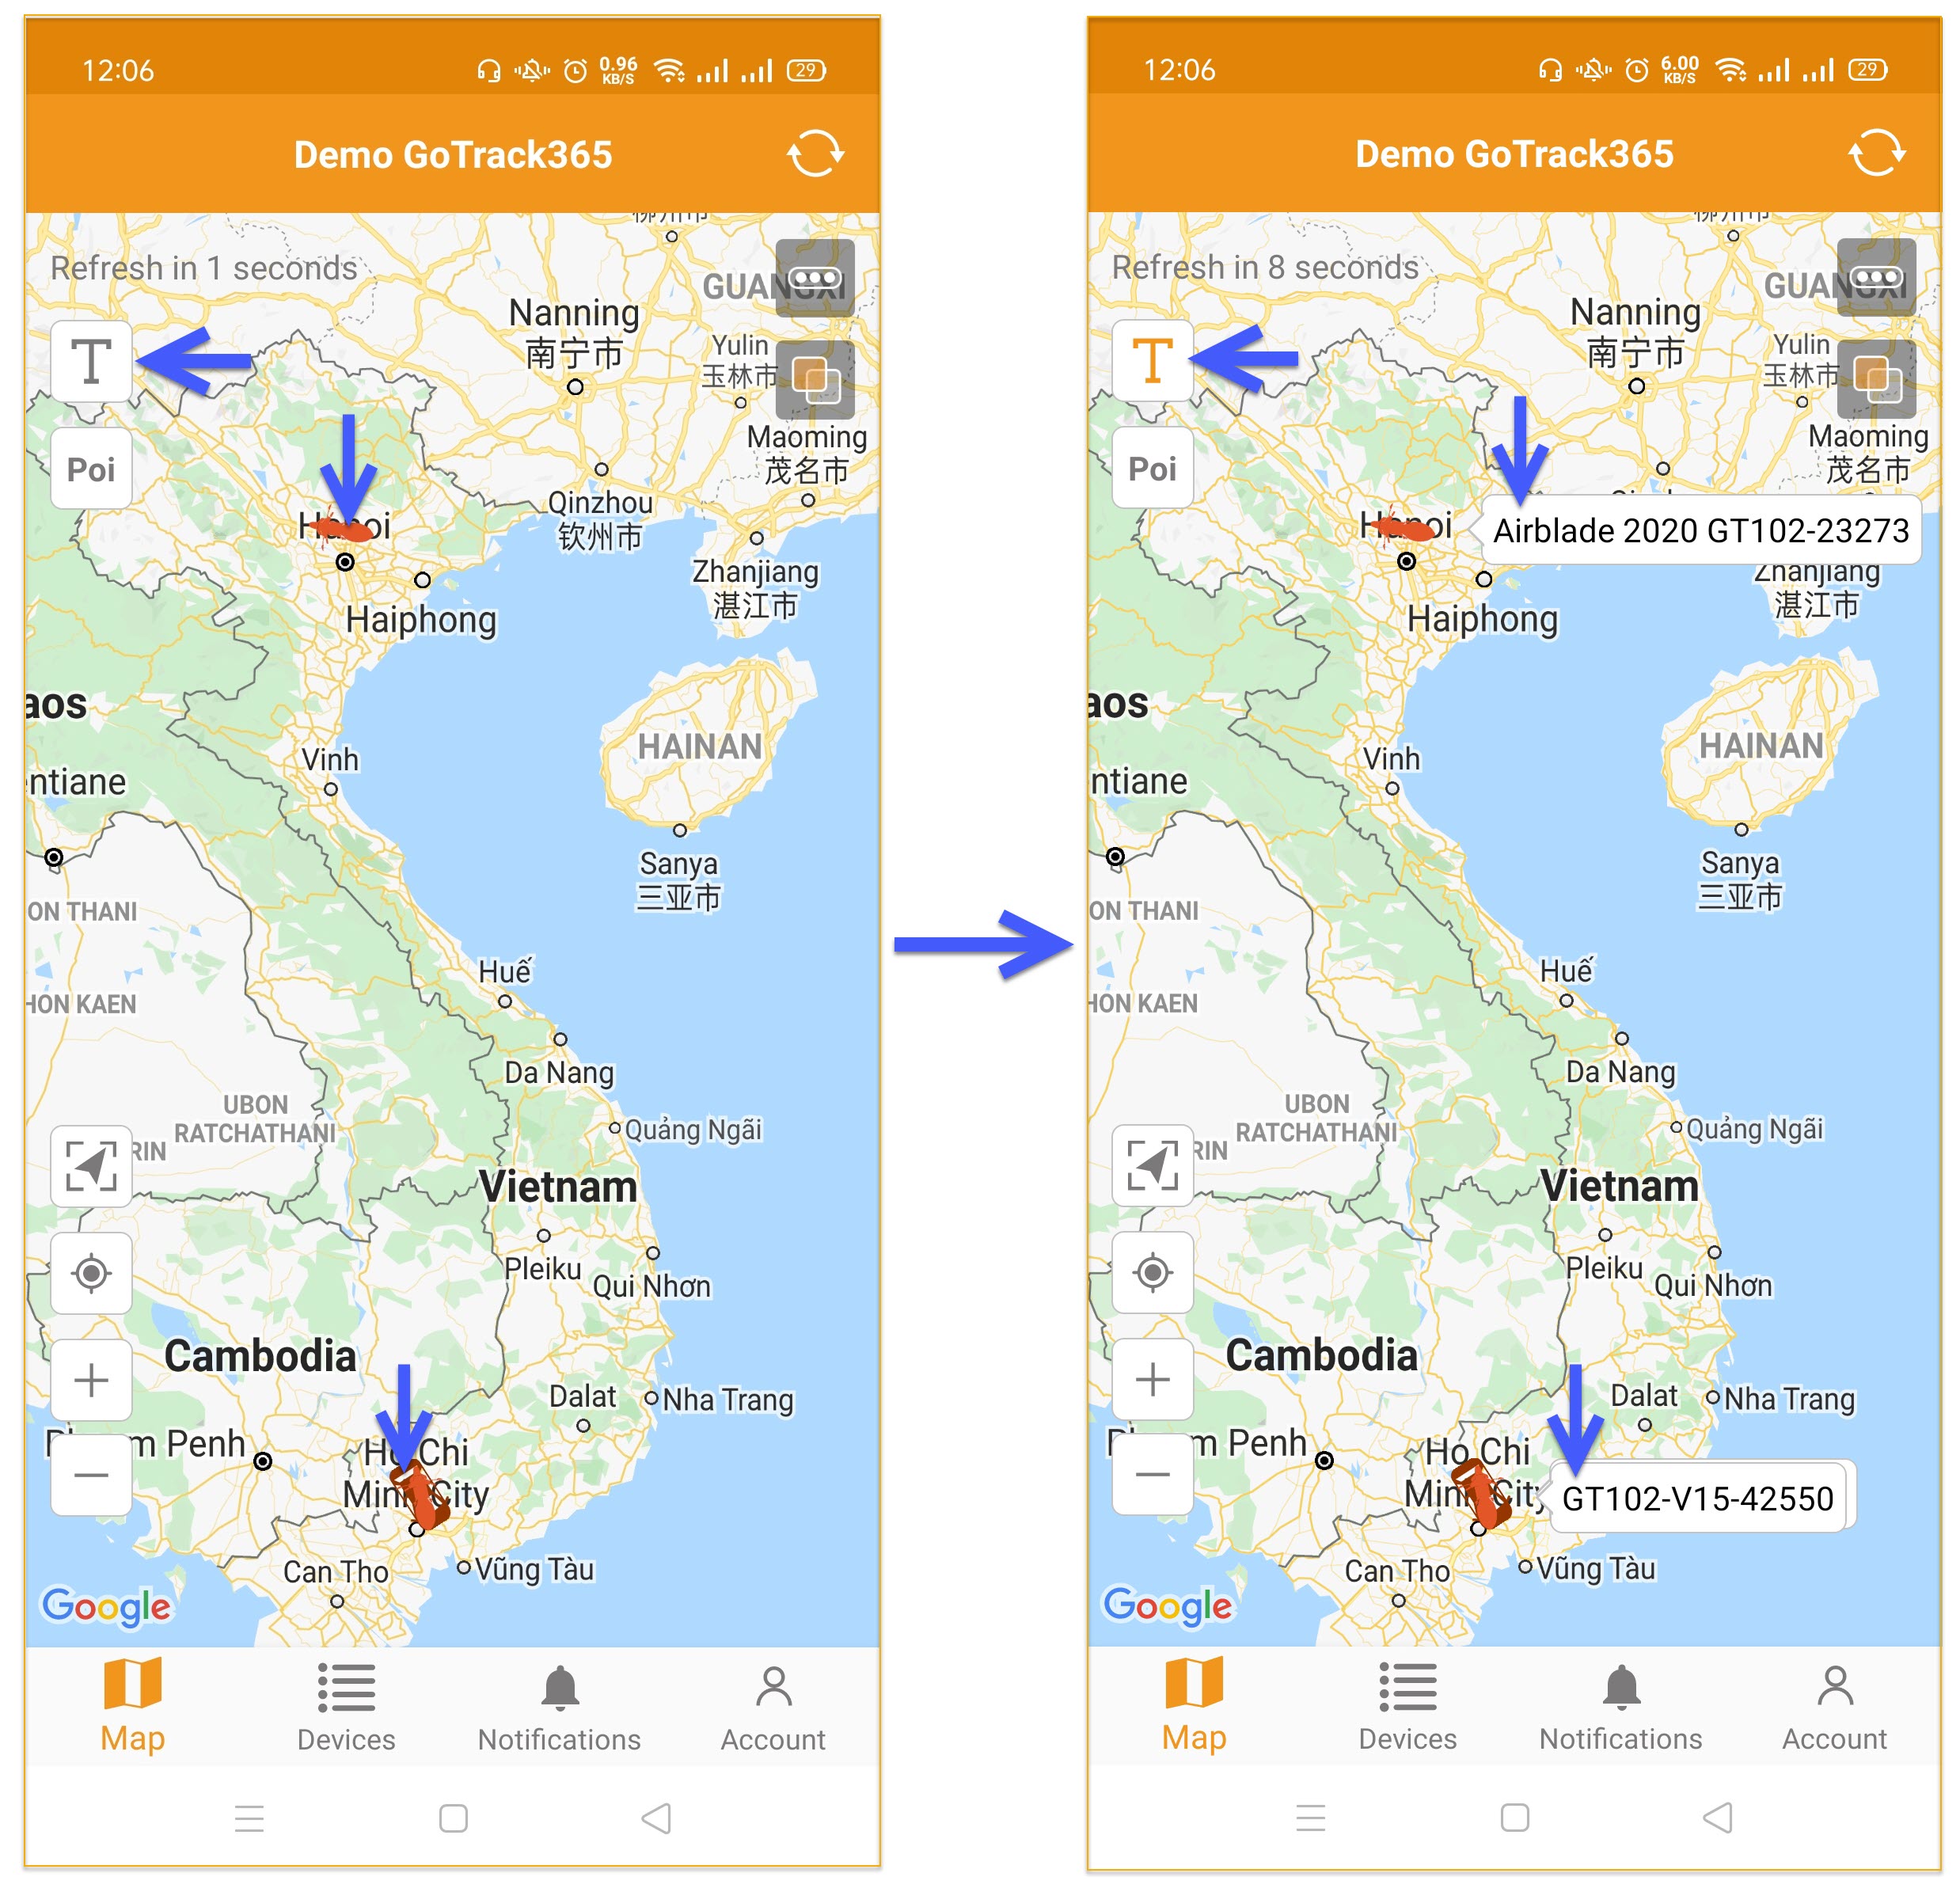 12:06
0.96
KB/S
29
Demo GoTrack365
Refresh in 1 seconds
柳州市
GUANGXI
T
Nanning
南宁市
Yulin
玉林市
Poi
Maoming
茂名市
Qinzhou
钦州市
Hanoi
Zhanjiang
湛江市
Haiphong
aos
HAINAN
Vinh
entiane
Sanya
三亚市
ON THANI
Huế
HON KAEN
Da Nang
UBON
RATCHATHANI
Quảng Ngãi
RIN
Vietnam
Pleiku
Qui Nhơn
Cambodia
Dalat
Nha Trang
m Penh
Ho Chi
Minh City
Can Tho
Vũng Tàu
Google
Map
Devices
Notifications
Account
12:06
6.00
KB/S
29
Demo GoTrack365
Refresh in 8 seconds
柳州市
GUANGXI
T
Nanning
南宁市
Yulin
玉林市
Poi
Maoming
茂名市
Hanoi
Airblade 2020 GT102-23273
Zhanjiang
湛江市
Haiphong
aos
HAINAN
Vinh
ntiane
Sanya
三亚市
ON THANI
Huế
HON KAEN
Da Nang
UBON
RATCHATHANI
Quảng Ngãi
RIN
Vietnam
Pleiku
Qui Nhơn
Cambodia
Dalat
Nha Trang
m Penh
Ho Chi
Minh City
GT102-V15-42550
Can Tho
Vũng Tàu
Google
Map
Devices
Notifications
Account